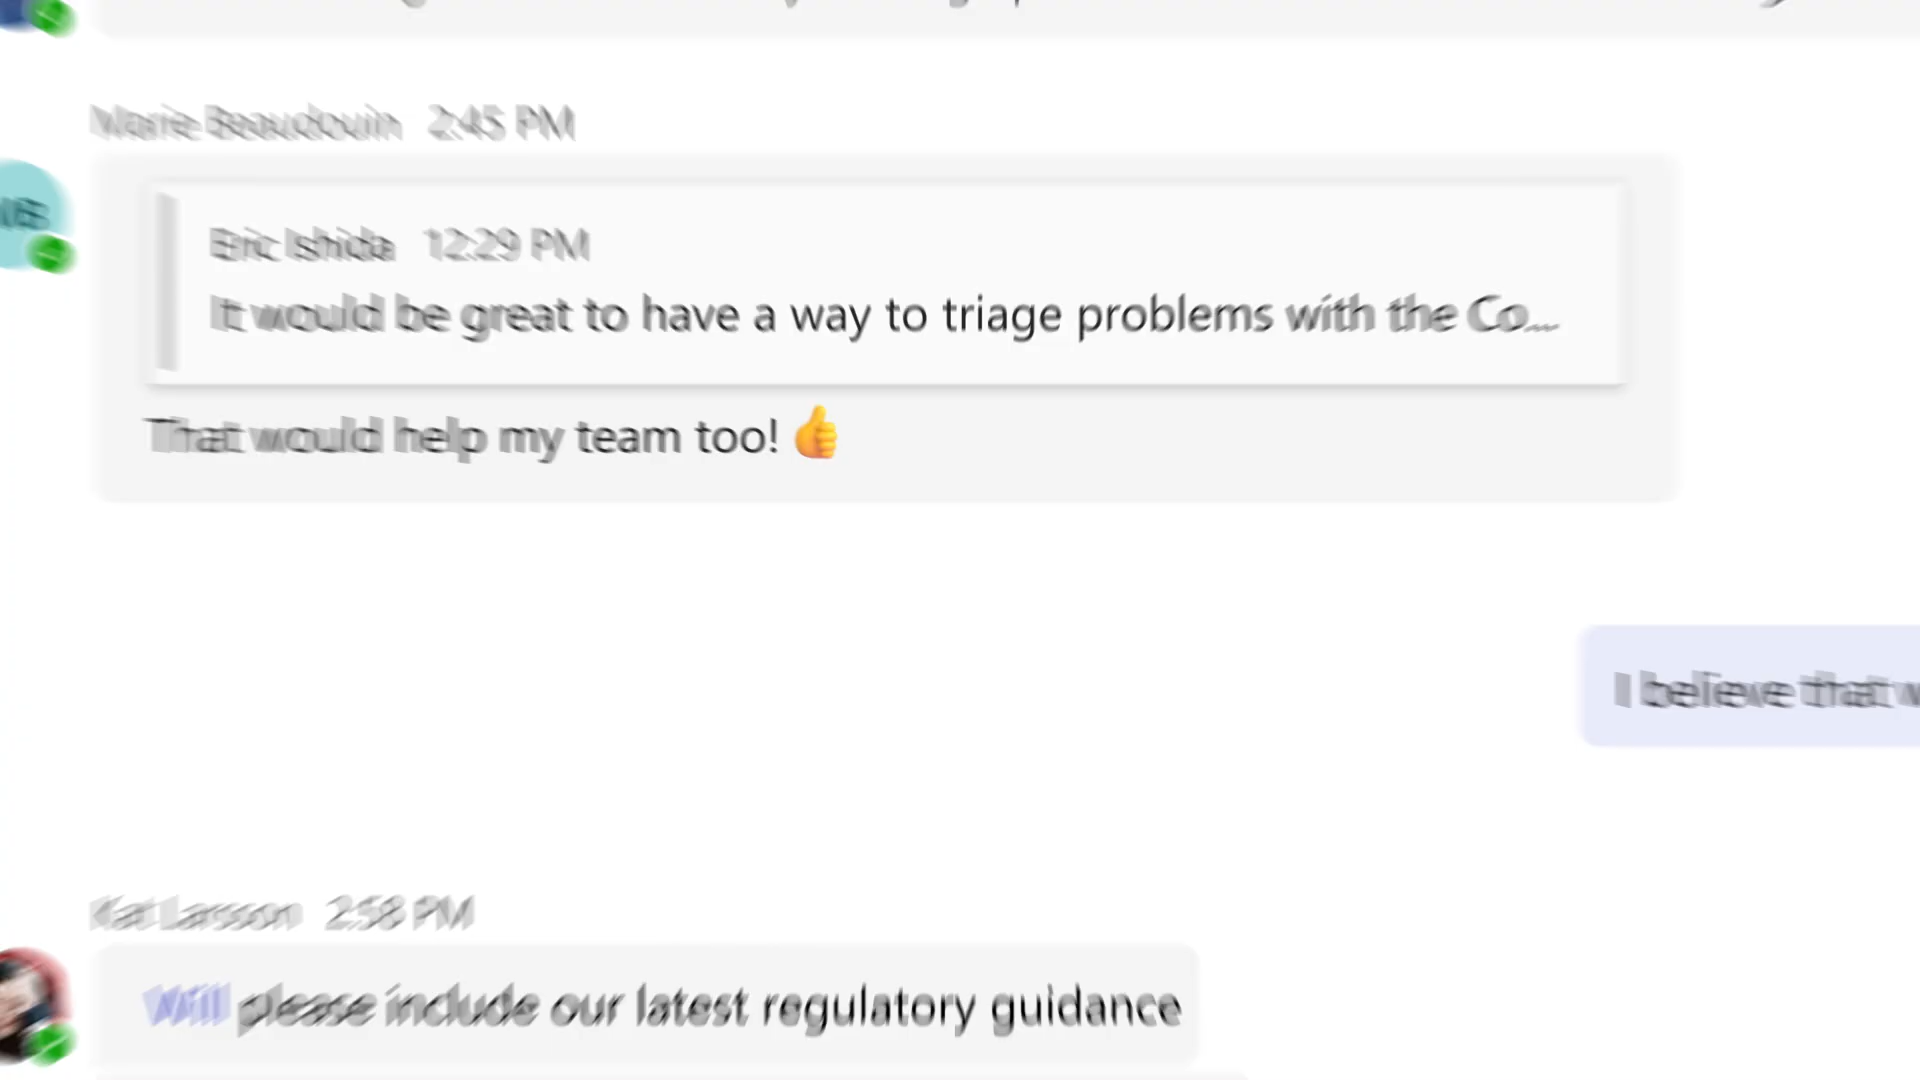 Marie Beaudouin 2:45 PM
MB
Eric Ishida 12:29 PM
It would be great to have a way to triage problems with the Co...
That would help my team too! 👍
I believe that w
Kat Larsson 2:58 PM
Will please include our latest regulatory guidance